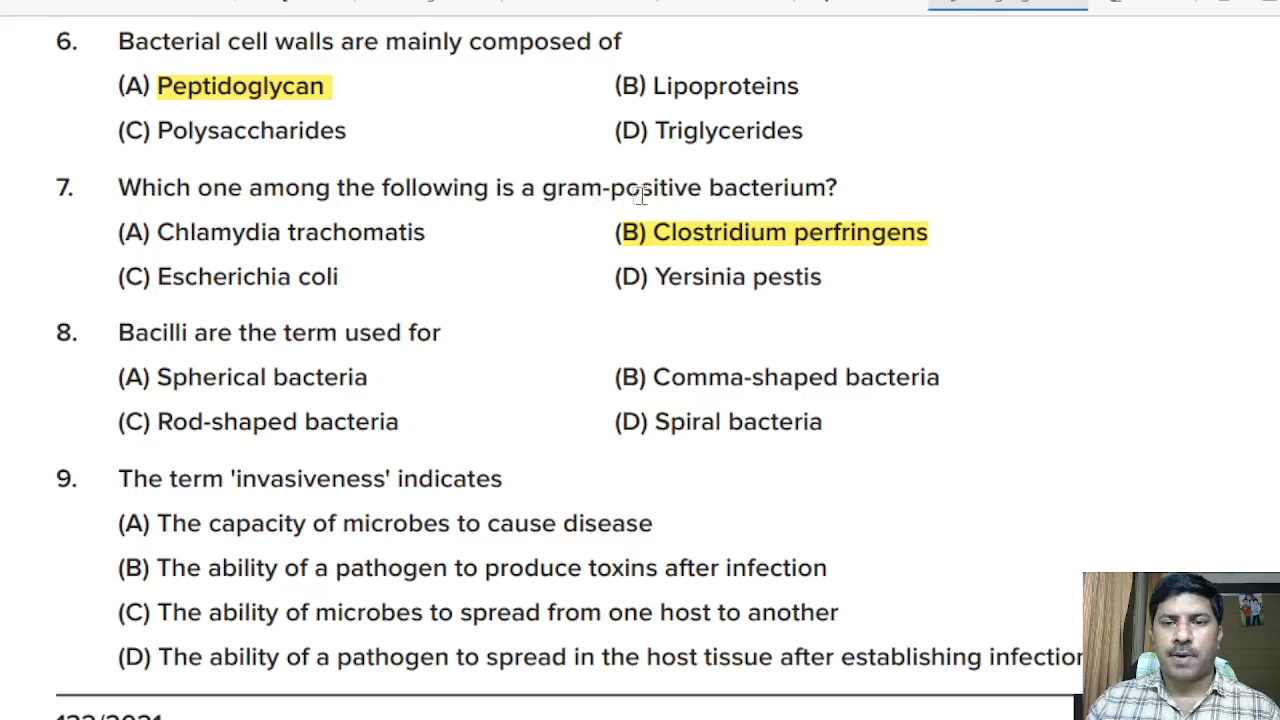 6. Bacterial cell walls are mainly composed of
(A) Peptidoglycan (B) Lipoproteins
(C) Polysaccharides (D) Triglycerides
7. Which one among the following is a gram-positive bacterium?
(A) Chlamydia trachomatis (B) Clostridium perfringens
(C) Escherichia coli (D) Yersinia pestis
8. Bacilli are the term used for
(A) Spherical bacteria (B) Comma-shaped bacteria
(C) Rod-shaped bacteria (D) Spiral bacteria
9. The term 'invasiveness' indicates
(A) The capacity of microbes to cause disease
(B) The ability of a pathogen to produce toxins after infection
(C) The ability of microbes to spread from one host to another
(D) The ability of a pathogen to spread in the host tissue after establishing infection